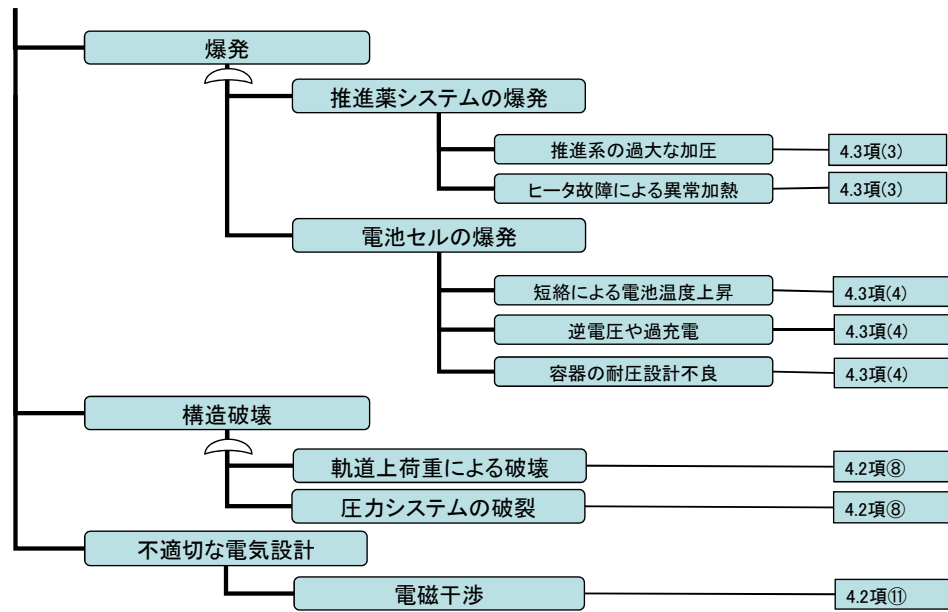 爆発
推進薬システムの爆発
推進系の過大な加圧
4.3項(3)
ヒータ故障による異常加熱
4.3項(3)
電池セルの爆発
短絡による電池温度上昇
4.3項(4)
逆電圧や過充電
4.3項(4)
容器の耐圧設計不良
4.3項(4)
構造破壊
軌道上荷重による破壊
4.2項⑧
圧力システムの破裂
4.2項⑧
不適切な電気設計
電磁干渉
4.2項⑪